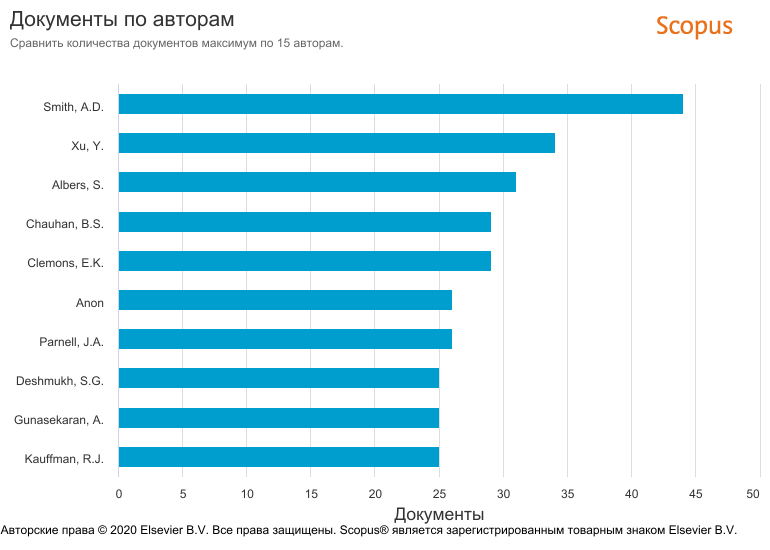 Документы по авторам
Scopus
Сравнить количества документов максимум по 15 авторам.
Smith, A.D.
Xu, Y.
Albers, S.
Chauhan, B.S.
Clemons, E.K.
Anon
Parnell, J.A.
Deshmukh, S.G.
Gunasekaran, A.
Kauffman, R.J.
0 5 10 15 20 25 30 35 40 45 50
Документы
Авторские права © 2020 Elsevier B.V. Все права защищены. Scopus® является зарегистрированным товарным знаком Elsevier B.V.